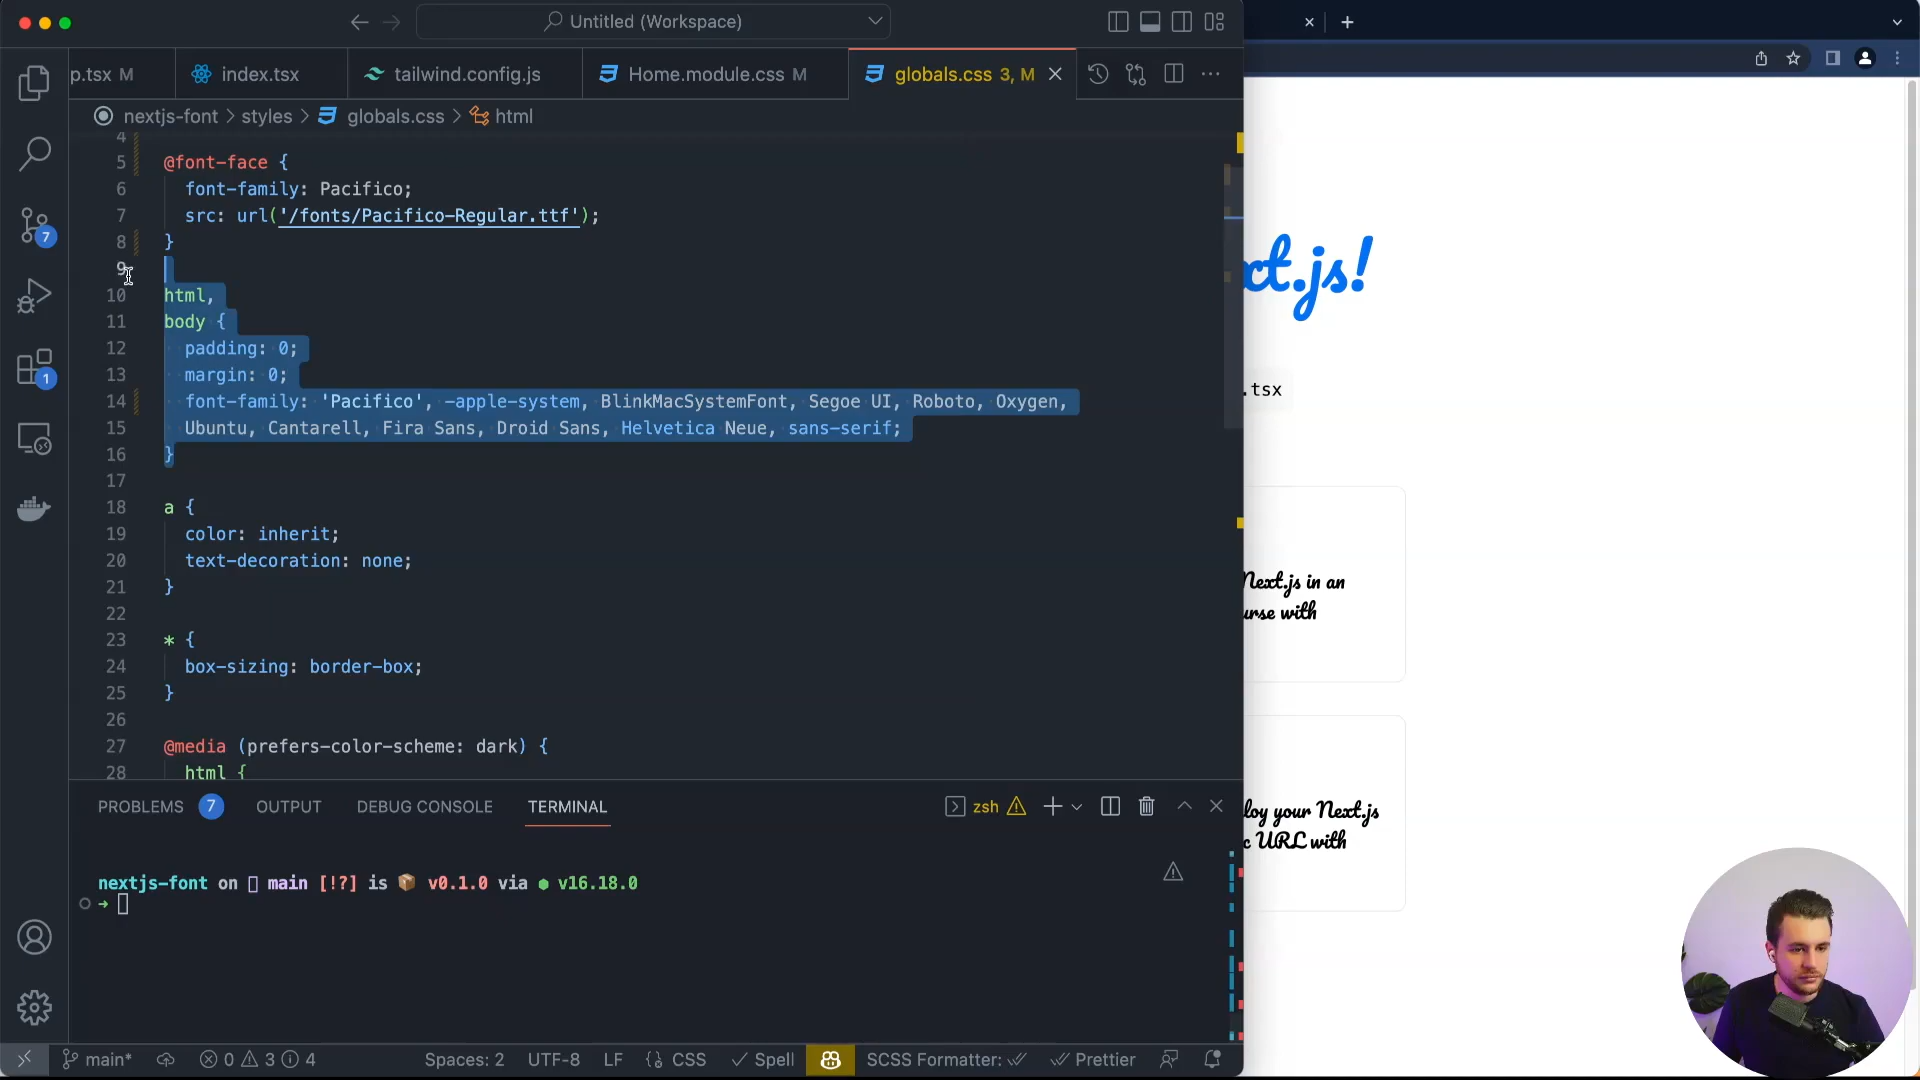 Untitled (Workspace)
p.tsx M
index.tsx
tailwind.config.js
Home.module.css M
globals.css 3, M
nextjs-font > styles > globals.css > html
4
5 @font-face {
6 font-family: Pacifico;
7 src: url('/fonts/Pacifico-Regular.ttf');
8 }
9
10 html,
11 body {
12 padding: 0;
13 margin: 0;
14 font-family: 'Pacifico', -apple-system, BlinkMacSystemFont, Segoe UI, Roboto, Oxygen,
15 Ubuntu, Cantarell, Fira Sans, Droid Sans, Helvetica Neue, sans-serif;
16 }
17
18 a {
19 color: inherit;
20 text-decoration: none;
21 }
22
23 * {
24 box-sizing: border-box;
25 }
26
27 @media (prefers-color-scheme: dark) {
28 html {
7
1
PROBLEMS 7 OUTPUT DEBUG CONSOLE TERMINAL
zsh
nextjs-font on main [!?] is v0.1.0 via v16.18.0
main* 0 3 4 Spaces: 2 UTF-8 LF CSS Spell SCSS Formatter: Prettier
xt.js!
.tsx
Next.js in an
urse with
loy your Next.js
c URL with